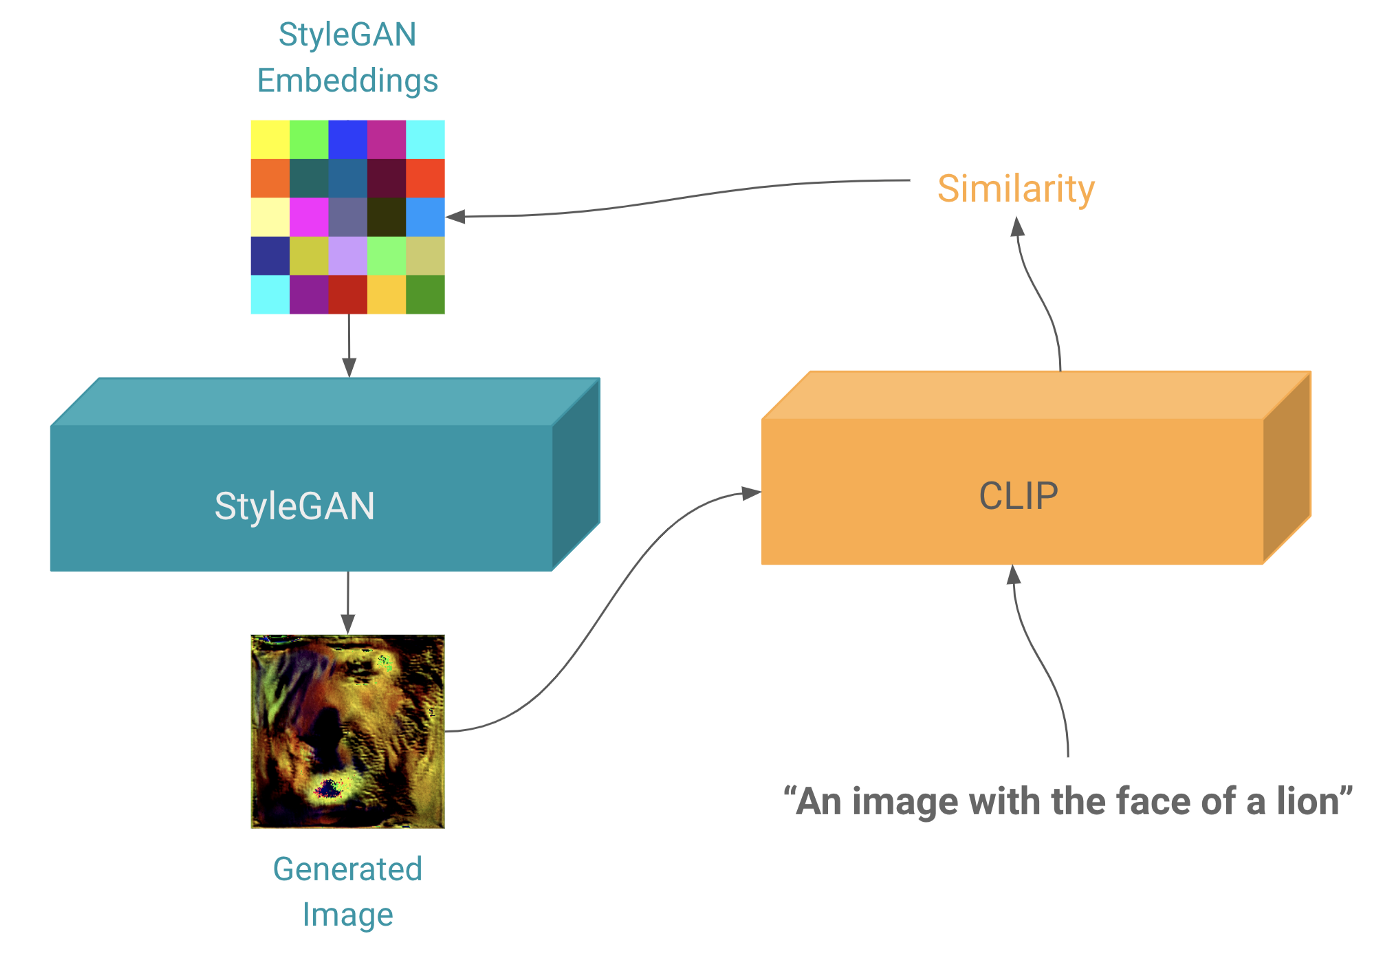 StyleGAN
Embeddings
Similarity
StyleGAN
CLIP
“An image with the face of a lion”
Generated
Image